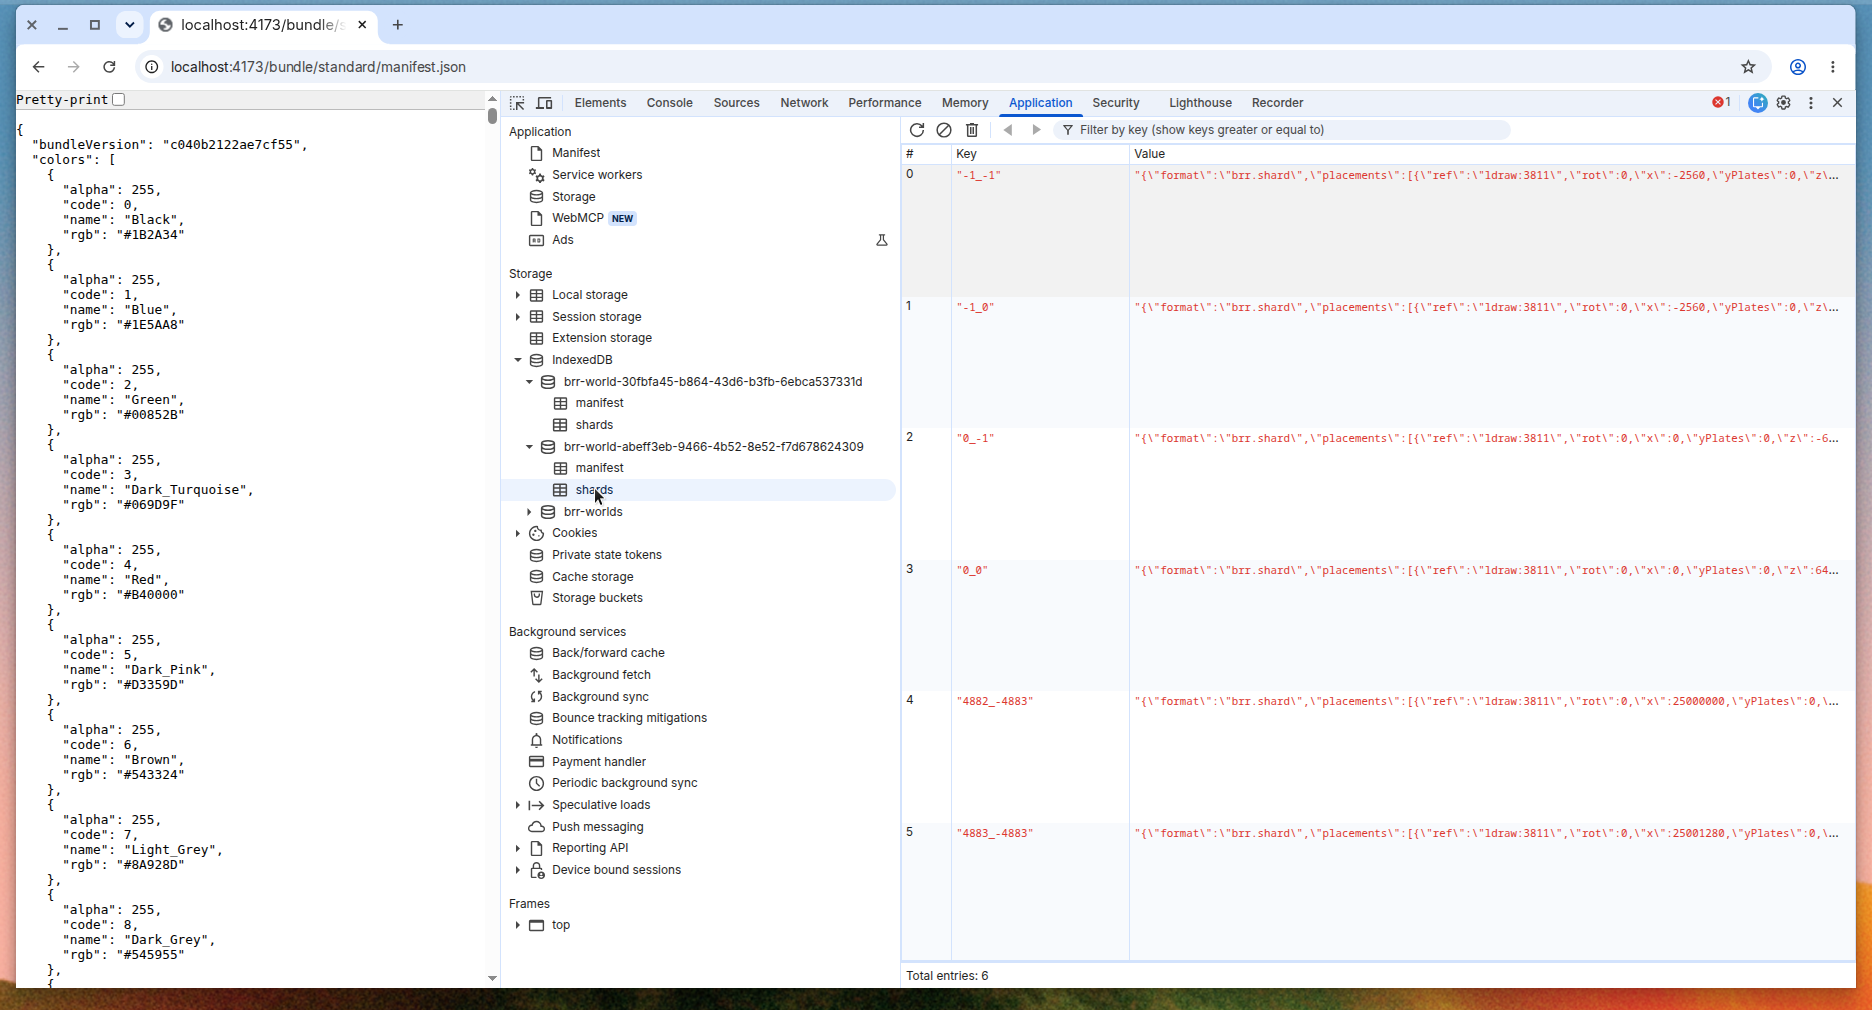 localhost:4173/bundle/s
localhost:4173/bundle/standard/manifest.json
Pretty-print
{
"bundleVersion": "c040b2122ae7cf55",
"colors": [
{
"alpha": 255,
"code": 0,
"name": "Black",
"rgb": "#1B2A34"
},
{
"alpha": 255,
"code": 1,
"name": "Blue",
"rgb": "#1E5AA8"
},
{
"alpha": 255,
"code": 2,
"name": "Green",
"rgb": "#00852B"
},
{
"alpha": 255,
"code": 3,
"name": "Dark_Turquoise",
"rgb": "#069D9F"
},
{
"alpha": 255,
"code": 4,
"name": "Red",
"rgb": "#B40000"
},
{
"alpha": 255,
"code": 5,
"name": "Dark_Pink",
"rgb": "#D3359D"
},
{
"alpha": 255,
"code": 6,
"name": "Brown",
"rgb": "#543324"
},
{
"alpha": 255,
"code": 7,
"name": "Light_Grey",
"rgb": "#8A928D"
},
{
"alpha": 255,
"code": 8,
"name": "Dark_Grey",
"rgb": "#545955"
},
{
Elements Console Sources Network Performance Memory Application Security Lighthouse Recorder 1
Application
Manifest
Service workers
Storage
WebMCP NEW
Ads
Storage
Local storage
Session storage
Extension storage
IndexedDB
brr-world-30fbfa45-b864-43d6-b3fb-6ebca537331d
manifest
shards
brr-world-abeff3eb-9466-4b52-8e52-f7d678624309
manifest
shards
brr-worlds
Cookies
Private state tokens
Cache storage
Storage buckets
Background services
Back/forward cache
Background fetch
Background sync
Bounce tracking mitigations
Notifications
Payment handler
Periodic background sync
Speculative loads
Push messaging
Reporting API
Device bound sessions
Frames
top
Filter by key (show keys greater or equal to)
# Key Value
0 "-1_-1" "{\"format\":\"brr.shard\",\"placements\":[{\"ref\":\"ldraw:3811\",\"rot\":0,\"x\":-2560,\"yPlates\":0,\"z\…
1 "-1_0" "{\"format\":\"brr.shard\",\"placements\":[{\"ref\":\"ldraw:3811\",\"rot\":0,\"x\":-2560,\"yPlates\":0,\"z\…
2 "0_-1" "{\"format\":\"brr.shard\",\"placements\":[{\"ref\":\"ldraw:3811\",\"rot\":0,\"x\":0,\"yPlates\":0,\"z\":-6…
3 "0_0" "{\"format\":\"brr.shard\",\"placements\":[{\"ref\":\"ldraw:3811\",\"rot\":0,\"x\":0,\"yPlates\":0,\"z\":64…
4 "4882_-4883" "{\"format\":\"brr.shard\",\"placements\":[{\"ref\":\"ldraw:3811\",\"rot\":0,\"x\":25000000,\"yPlates\":0,\…
5 "4883_-4883" "{\"format\":\"brr.shard\",\"placements\":[{\"ref\":\"ldraw:3811\",\"rot\":0,\"x\":25001280,\"yPlates\":0,\…
Total entries: 6